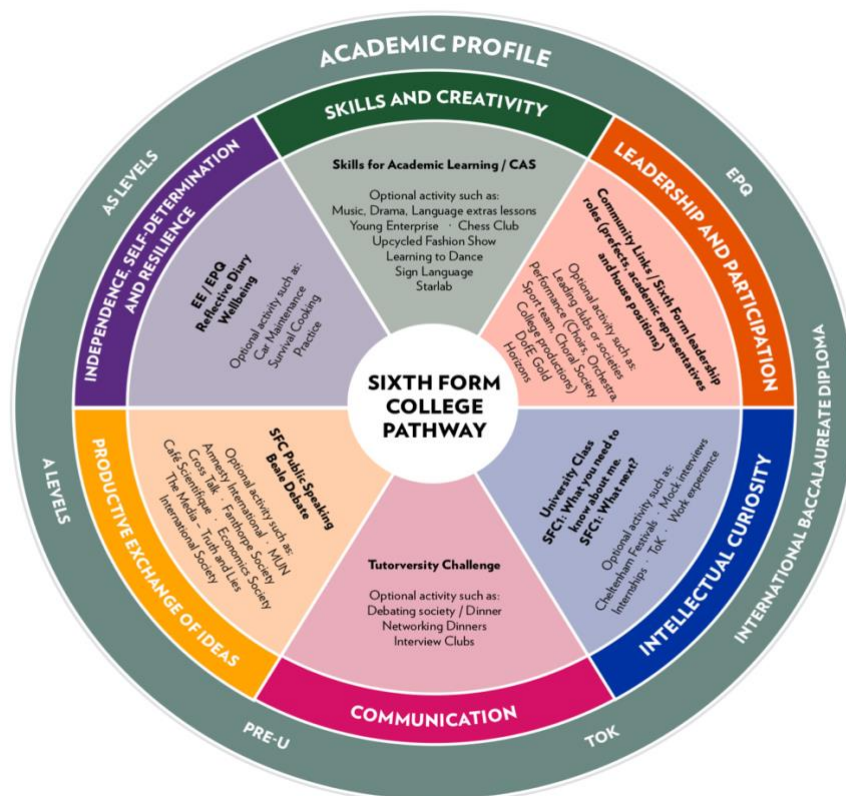 ACADEMIC PROFILE
EPQ
INTERNATIONAL BACCALAUREATE DIPLOMA
TOK
PRE-U
A LEVELS
AS LEVELS
SKILLS AND CREATIVITY
Skills for Academic Learning / CAS
Optional activity such as:
Music, Drama, Language extras lessons
Young Enterprise · Chess Club
Upcycled Fashion Show
Learning to Dance
Sign Language
Starlab
LEADERSHIP AND PARTICIPATION
Community Links / Sixth Form leadership
roles (prefects, academic representatives
and house positions)
Optional activity such as:
Leading clubs or societies
Performance (Choirs, Orchestra,
Sport team, Choral Society
College productions)
DofE Gold
Horizons
INTELLECTUAL CURIOSITY
University Class
SFC1: What you need to
know about me.
SFC1: What next?
Optional activity such as:
Cheltenham Festivals · Mock interviews
Internships · ToK · Work experience
COMMUNICATION
Tutorversity Challenge
Optional activity such as:
Debating society / Dinner
Networking Dinners
Interview Clubs
PRODUCTIVE EXCHANGE OF IDEAS
SFC Public Speaking
Beale Debate
Optional activity such as:
Amnesty International · MUN
Cross Talk · Fanthorpe Society
Café Scientifique · Economics Society
The Media – Truth and Lies
International Society
INDEPENDENCE, SELF-DETERMINATION
AND RESILIENCE
EE / EPQ
Reflective Diary
Wellbeing
Optional activity such as:
Car Maintenance
Survival Cooking
Practice
SIXTH FORM
COLLEGE
PATHWAY